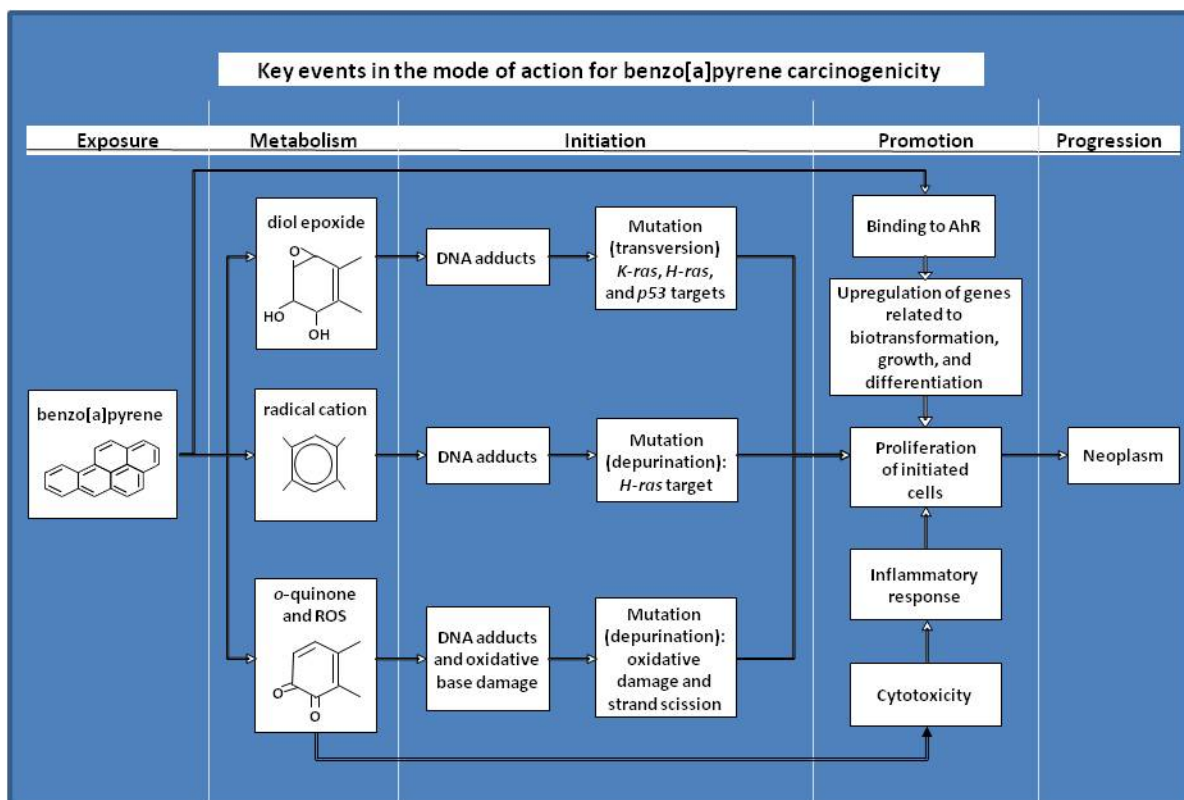 Key events in the mode of action for benzo[a]pyrene carcinogenicity
Exposure
Metabolism
Initiation
Promotion
Progression
benzo[a]pyrene
diol epoxide
O
HO
OH
DNA adducts
Mutation
(transversion)
K-ras, H-ras,
and p53 targets
radical cation
DNA adducts
Mutation
(depurination):
H-ras target
o-quinone
and ROS
O
O
DNA adducts
and oxidative
base damage
Mutation
(depurination):
oxidative
damage and
strand scission
Binding to AhR
Upregulation of genes
related to
biotransformation,
growth, and
differentiation
Proliferation
of initiated
cells
Inflammatory
response
Cytotoxicity
Neoplasm